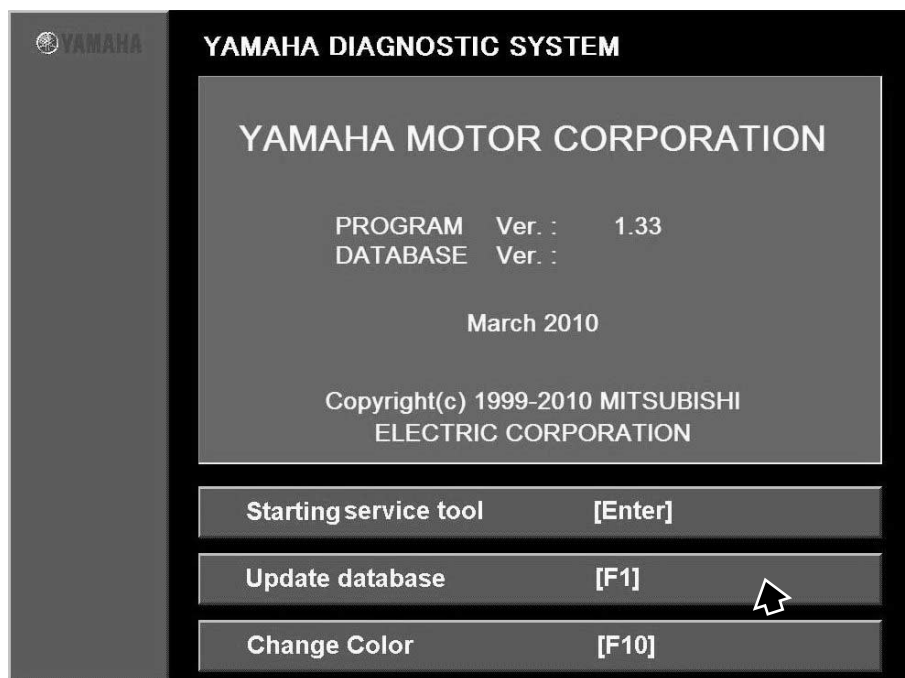 YAMAHA
YAMAHA DIAGNOSTIC SYSTEM
YAMAHA MOTOR CORPORATION
PROGRAM Ver. : 1.33
DATABASE Ver. :
March 2010
Copyright(c) 1999-2010 MITSUBISHI
ELECTRIC CORPORATION
Starting service tool [Enter]
Update database [F1]
Change Color [F10]